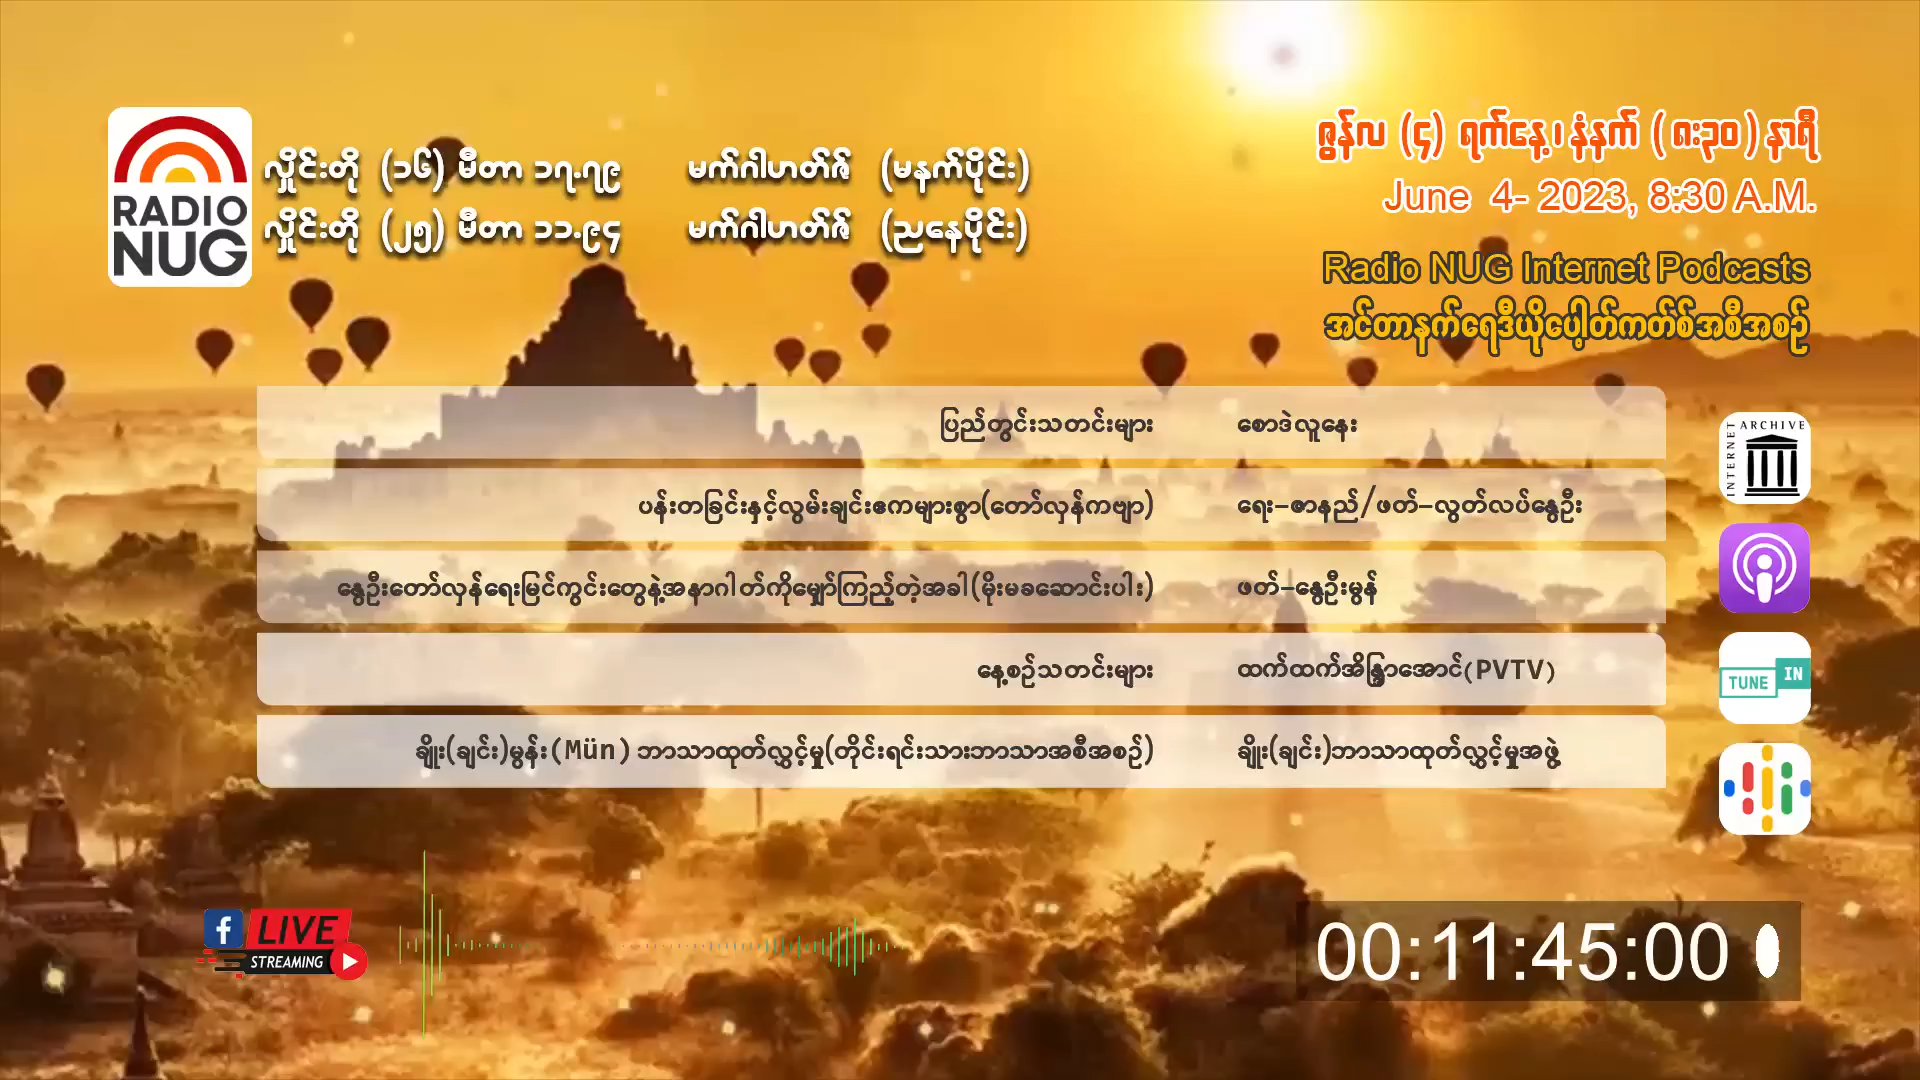 RADIO
NUG
လှိုင်းတို (၁၆) မီတာ ၁၇.၇၉ မက်ဂါဟတ်ဇ် (မနက်ပိုင်း)
လှိုင်းတို (၂၅) မီတာ ၁၁.၉၄ မက်ဂါဟတ်ဇ် (ညနေပိုင်း)
ဇွန်လ (၄) ရက်နေ့၊ နံနက် (၈:၃၀) နာရီ
June 4- 2023, 8:30 A.M.
Radio NUG Internet Podcasts
အင်တာနက်ရေဒီယိုပေါ့တ်ကတ်စ်အစီအစဉ်
ပြည်တွင်းသတင်းများ စောဒဲလူနေး
ပန်းတခြင်းနှင့်လွမ်းချင်းဧကများစွာ(တော်လှန်ကဗျာ) ရေး-ဇာနည်/ဖတ်-လွတ်လပ်နွေဦး
နွေဦးတော်လှန်ရေးမြင်ကွင်းတွေနဲ့အနာဂါတ်ကိုမျှော်ကြည့်တဲ့အခါ(မိုးမခဆောင်းပါး) ဖတ်-နွေဦးမွန်
နေ့စဉ်သတင်းများ ထက်ထက်အိန္ဒြာအောင်(PVTV)
ချိုး(ချင်း)မွန်း(Mün) ဘာသာထုတ်လွှင့်မှု(တိုင်းရင်းသားဘာသာအစီအစဉ်) ချိုး(ချင်း)ဘာသာထုတ်လွှင့်မှုအဖွဲ့
INTERNET ARCHIVE
TUNE IN
f LIVE
STREAMING
00:11:45:00